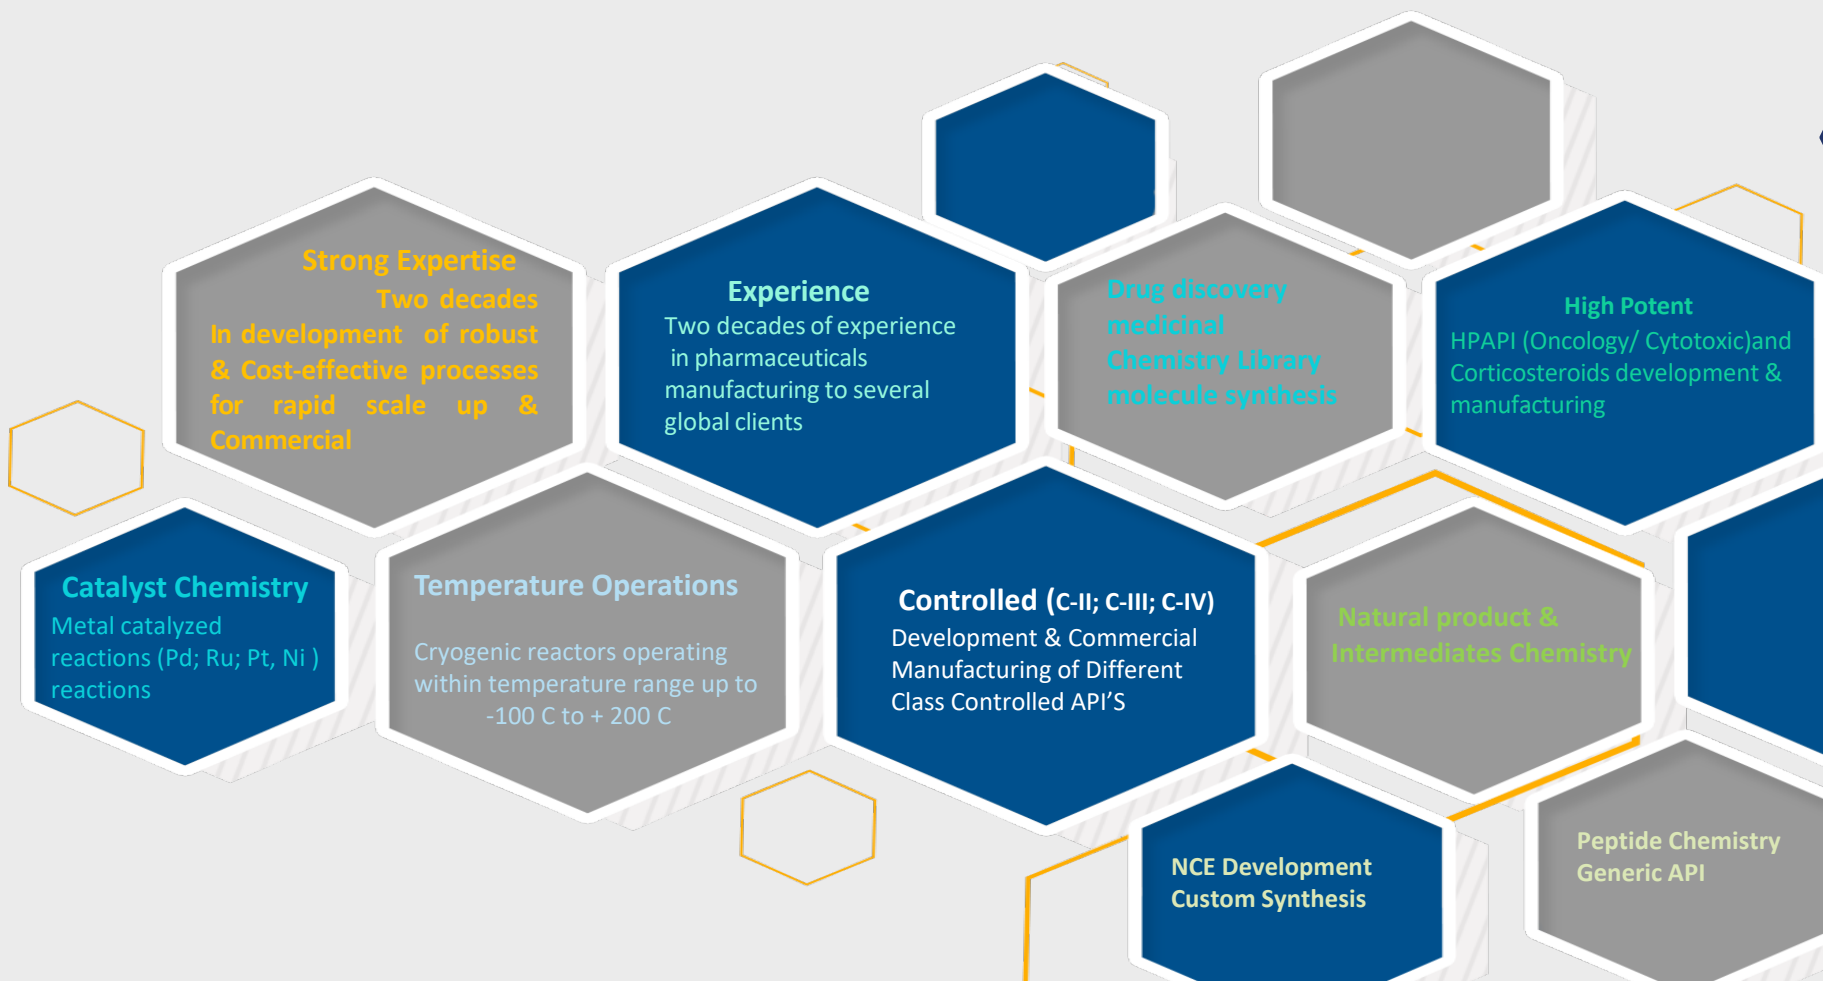 Strong Expertise
Two decades
In development of robust
& Cost-effective processes
for rapid scale up &
Commercial
Experience
Two decades of experience
in pharmaceuticals
manufacturing to several
global clients
Drug discovery
medicinal
Chemistry Library
molecule synthesis
High Potent
HPAPI (Oncology/ Cytotoxic)and
Corticosteroids development &
manufacturing
Catalyst Chemistry
Metal catalyzed
reactions (Pd; Ru; Pt, Ni )
reactions
Temperature Operations
Cryogenic reactors operating
within temperature range up to
-100 C to + 200 C
Controlled (C-II; C-III; C-IV)
Development & Commercial
Manufacturing of Different
Class Controlled API’S
Natural product &
Intermediates Chemistry
NCE Development
Custom Synthesis
Peptide Chemistry
Generic API